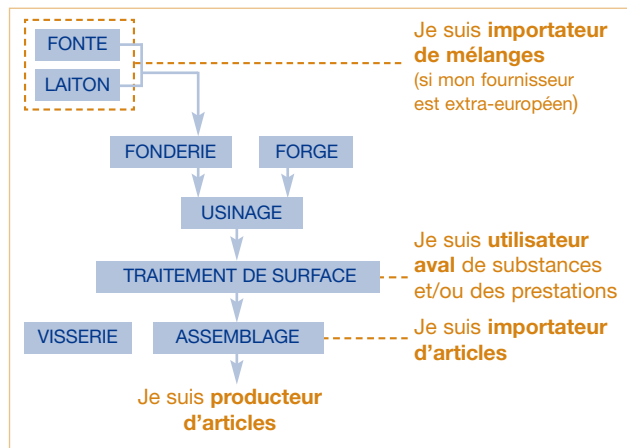 FONTE
LAITON
Je suis importateur
de mélanges
(si mon fournisseur
est extra-européen)
FONDERIE
FORGE
USINAGE
TRAITEMENT DE SURFACE
Je suis utilisateur
aval de substances
et/ou des prestations
VISSERIE
ASSEMBLAGE
Je suis importateur
d'articles
Je suis producteur
d'articles